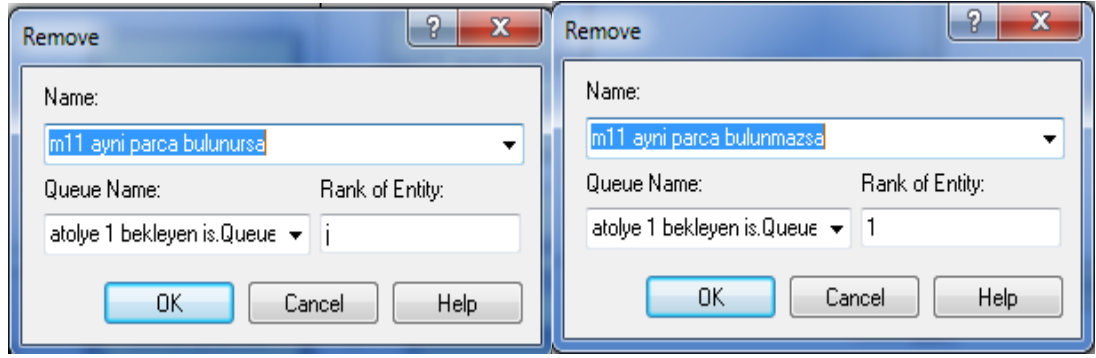 Remove
Name:
m11 ayni parca bulunursa
Queue Name: Rank of Entity:
atolye 1 bekleyen is.Queue j
OK Cancel Help
Remove
Name:
m11 ayni parca bulunmazsa
Queue Name: Rank of Entity:
atolye 1 bekleyen is.Queue 1
OK Cancel Help